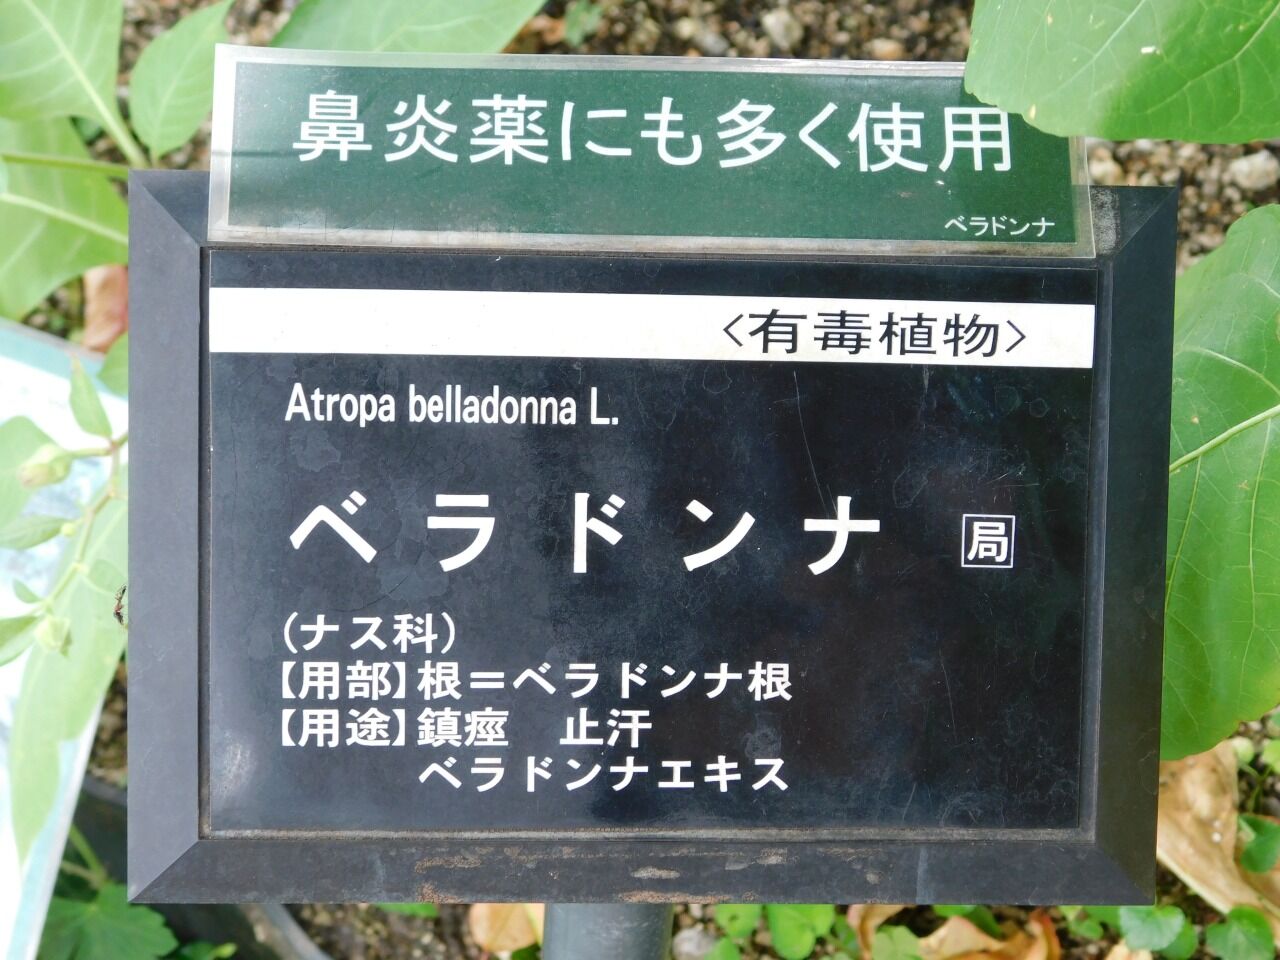 鼻炎薬にも多く使用
ベラドンナ
<有毒植物>
Atropa belladonna L.
ベラドンナ 局
(ナス科)
【用部】根=ベラドンナ根
【用途】鎮痙　止汗
ベラドンナエキス